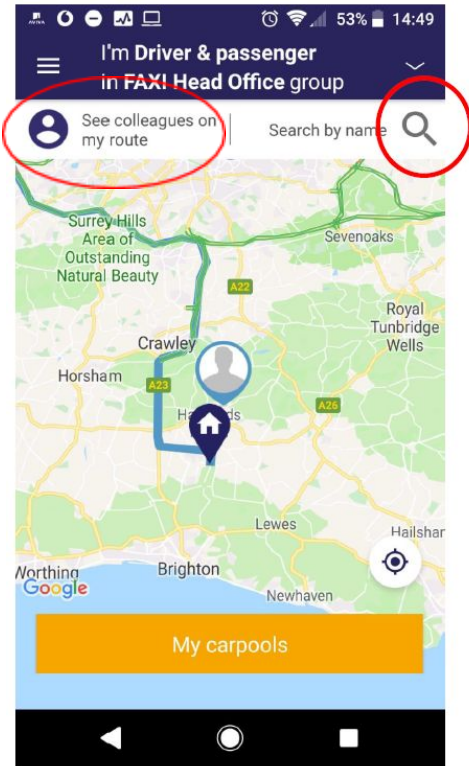 AVIVA
53% 14:49
I'm Driver & passenger
in FAXI Head Office group
See colleagues on
my route
Search by name
Surrey Hills
Area of
Outstanding
Natural Beauty
Sevenoaks
A22
Royal
Tunbridge
Wells
Crawley
Horsham
A23
A26
Lewes
Hailshar
Worthing
Brighton
Google
Newhaven
My carpools